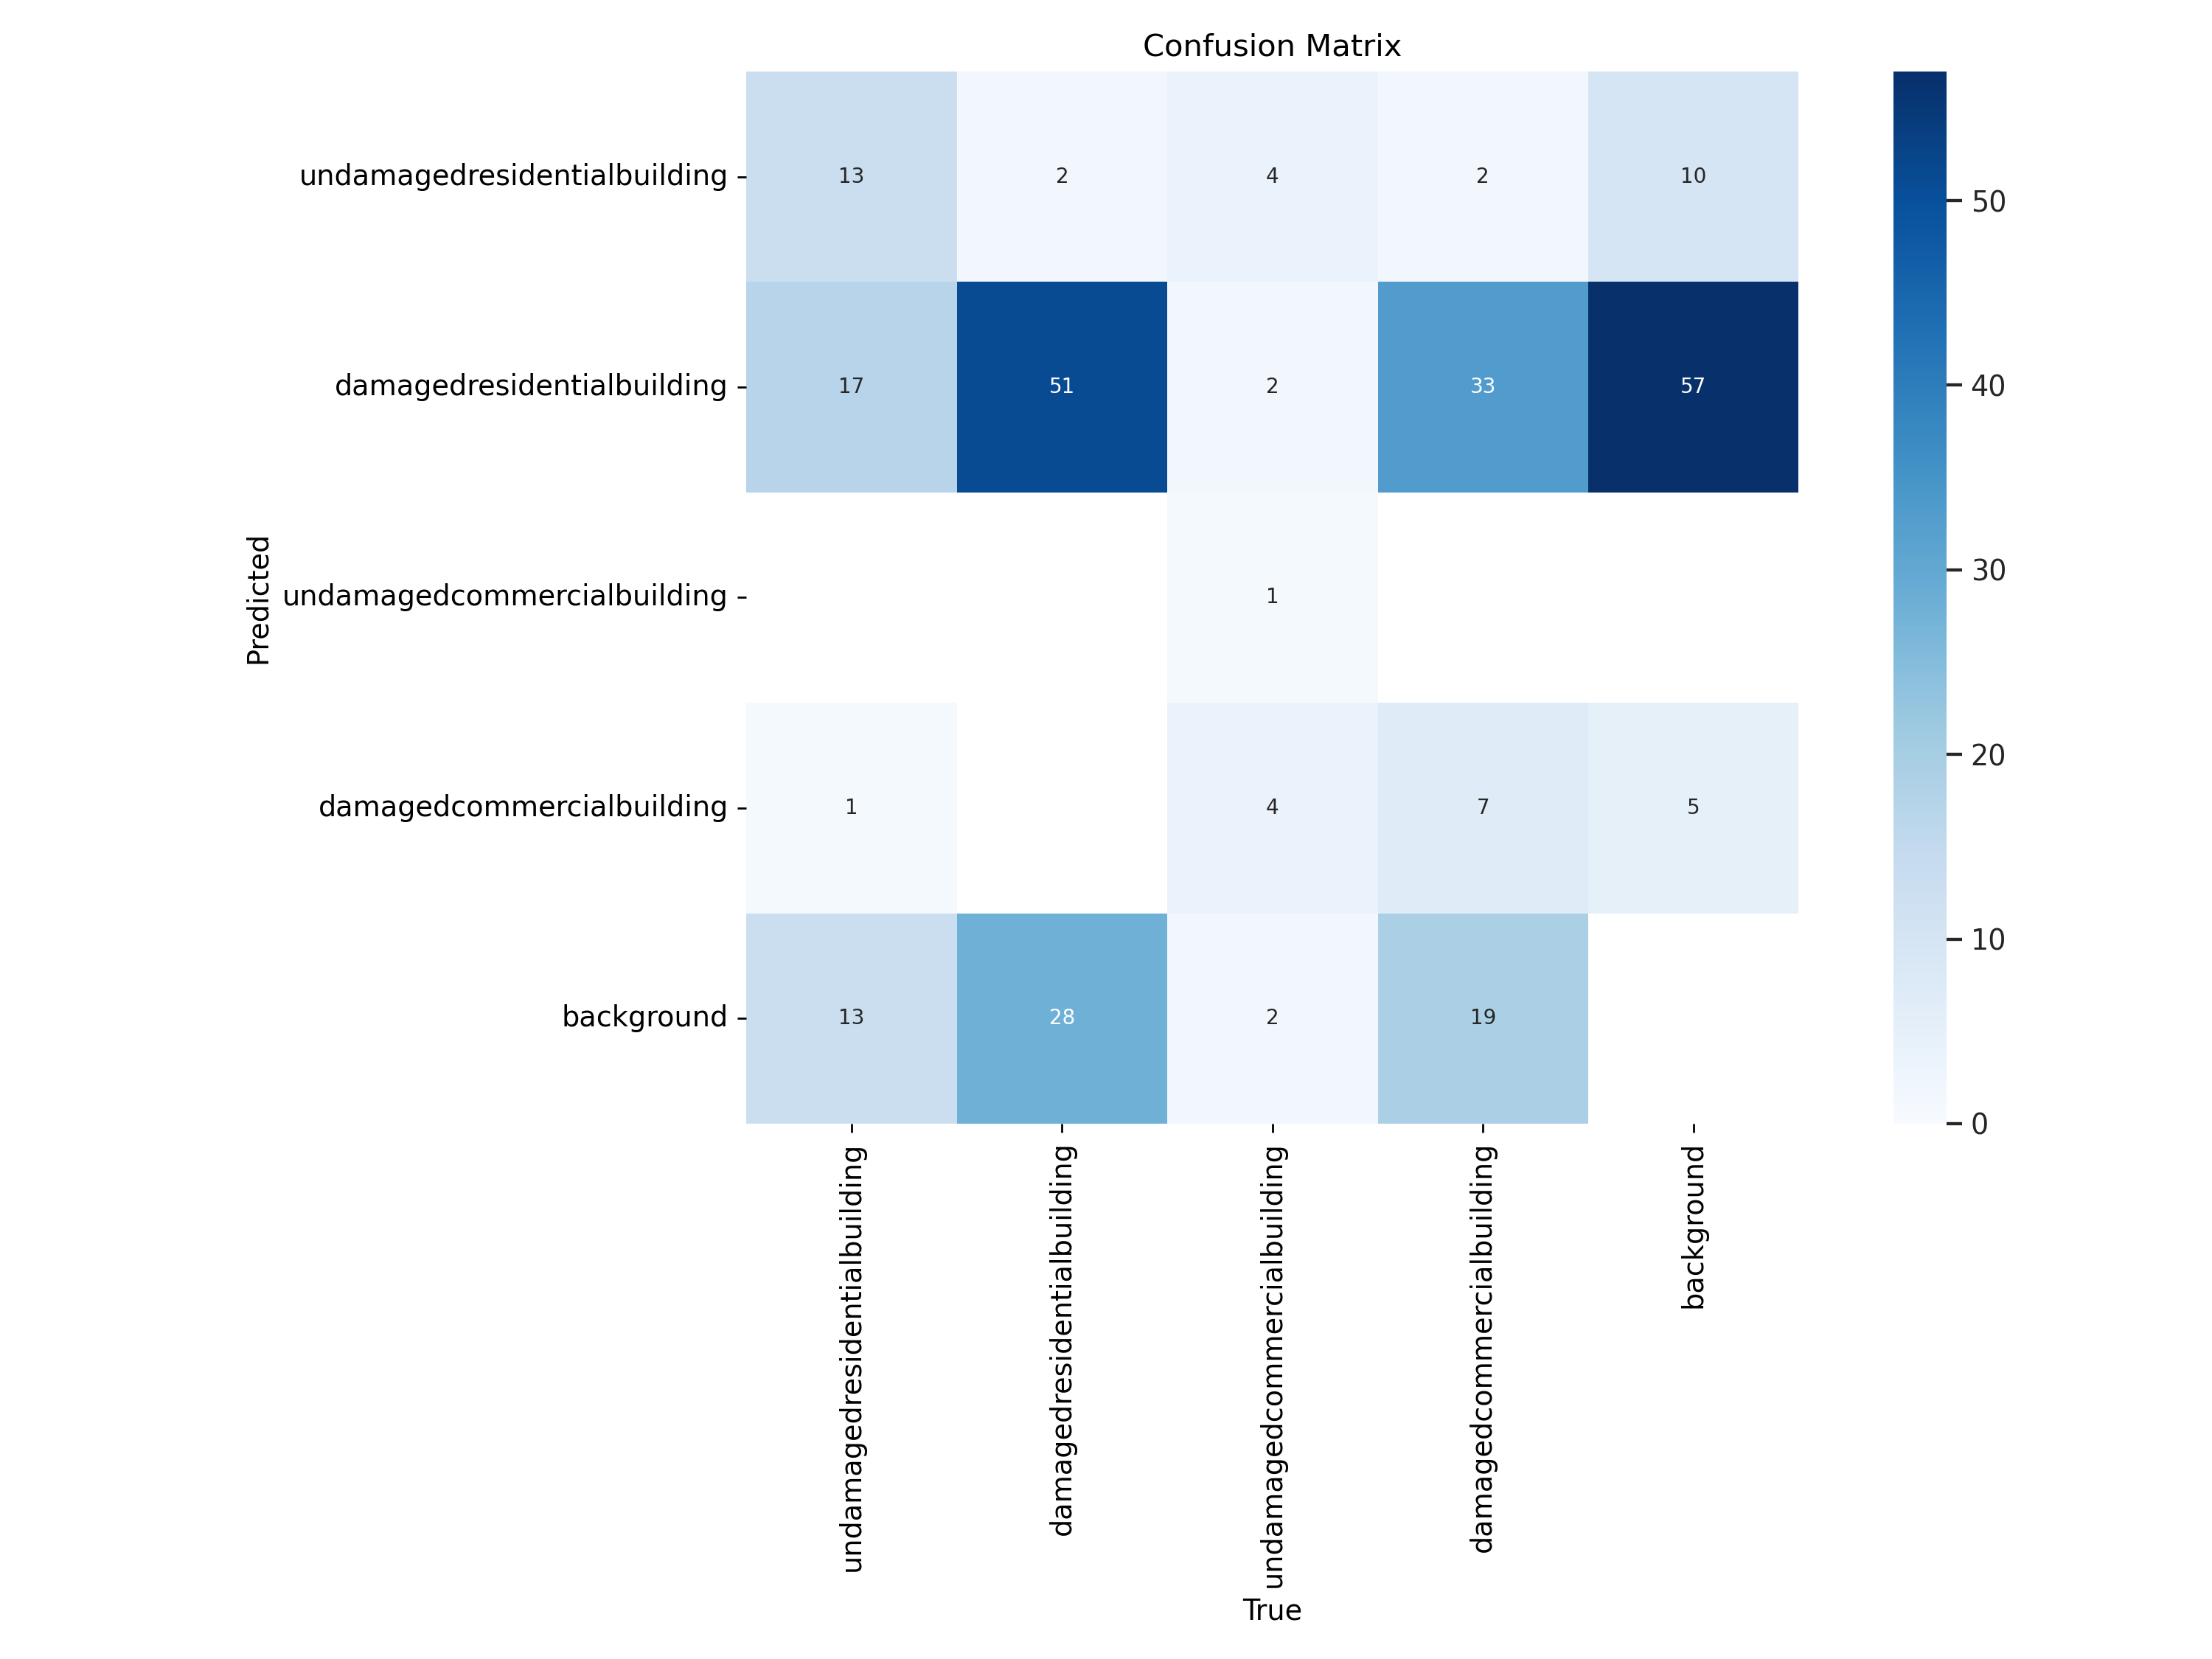 Confusion Matrix
undamagedresidentialbuilding 13 2 4 2 10
damagedresidentialbuilding 17 51 2 33 57
undamagedcommercialbuilding 1
damagedcommercialbuilding 1 4 7 5
background 13 28 2 19
Predicted
undamagedresidentialbuilding
damagedresidentialbuilding
undamagedcommercialbuilding
damagedcommercialbuilding
background
True
50
40
30
20
10
0